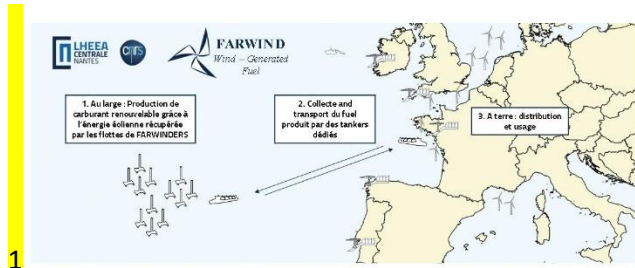 LHEEA
CENTRALE
NANTES
cnrs
FARWIND
Wind – Generated
Fuel
1. Au large : Production de
carburant renouvelable grâce à
l'énergie éolienne récupérée
par les flottes de FARWINDERS
2. Collecte and
transport du fuel
produit par des tankers
dédiés
3. A terre : distribution
et usage
1